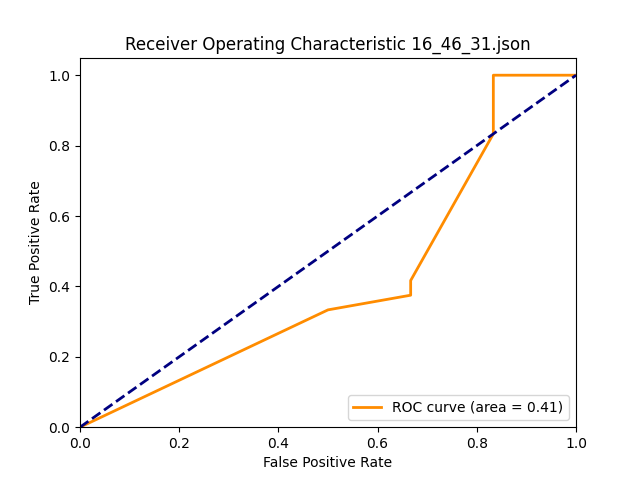 Receiver Operating Characteristic 16_46_31.json
True Positive Rate
1.0
0.8
0.6
0.4
0.2
0.0
ROC curve (area = 0.41)
0.0 0.2 0.4 0.6 0.8 1.0
False Positive Rate